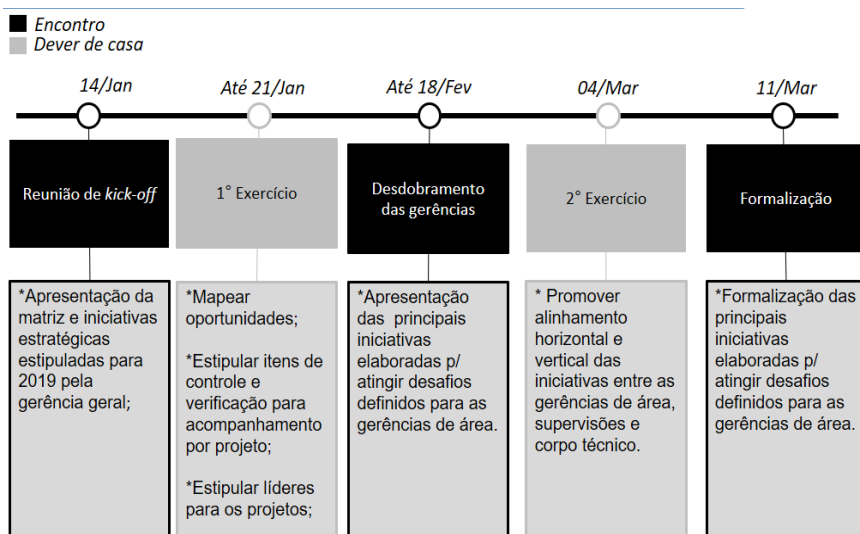 Encontro
Dever de casa
14/Jan
Até 21/Jan
Até 18/Fev
04/Mar
11/Mar
Reunião de kick-off
1° Exercício
Desdobramento
das gerências
2° Exercício
Formalização
*Apresentação da
matriz e iniciativas
estratégicas
estipuladas para
2019 pela
gerência geral;
*Mapear
oportunidades;
*Estipular itens de
controle e
verificação para
acompanhamento
por projeto;
*Estipular líderes
para os projetos;
*Apresentação
das principais
iniciativas
elaboradas p/
atingir desafios
definidos para as
gerências de área.
* Promover
alinhamento
horizontal e
vertical das
iniciativas entre as
gerências de área,
supervisões e
corpo técnico.
*Formalização das
principais
iniciativas
elaboradas p/
atingir desafios
definidos para as
gerências de área.